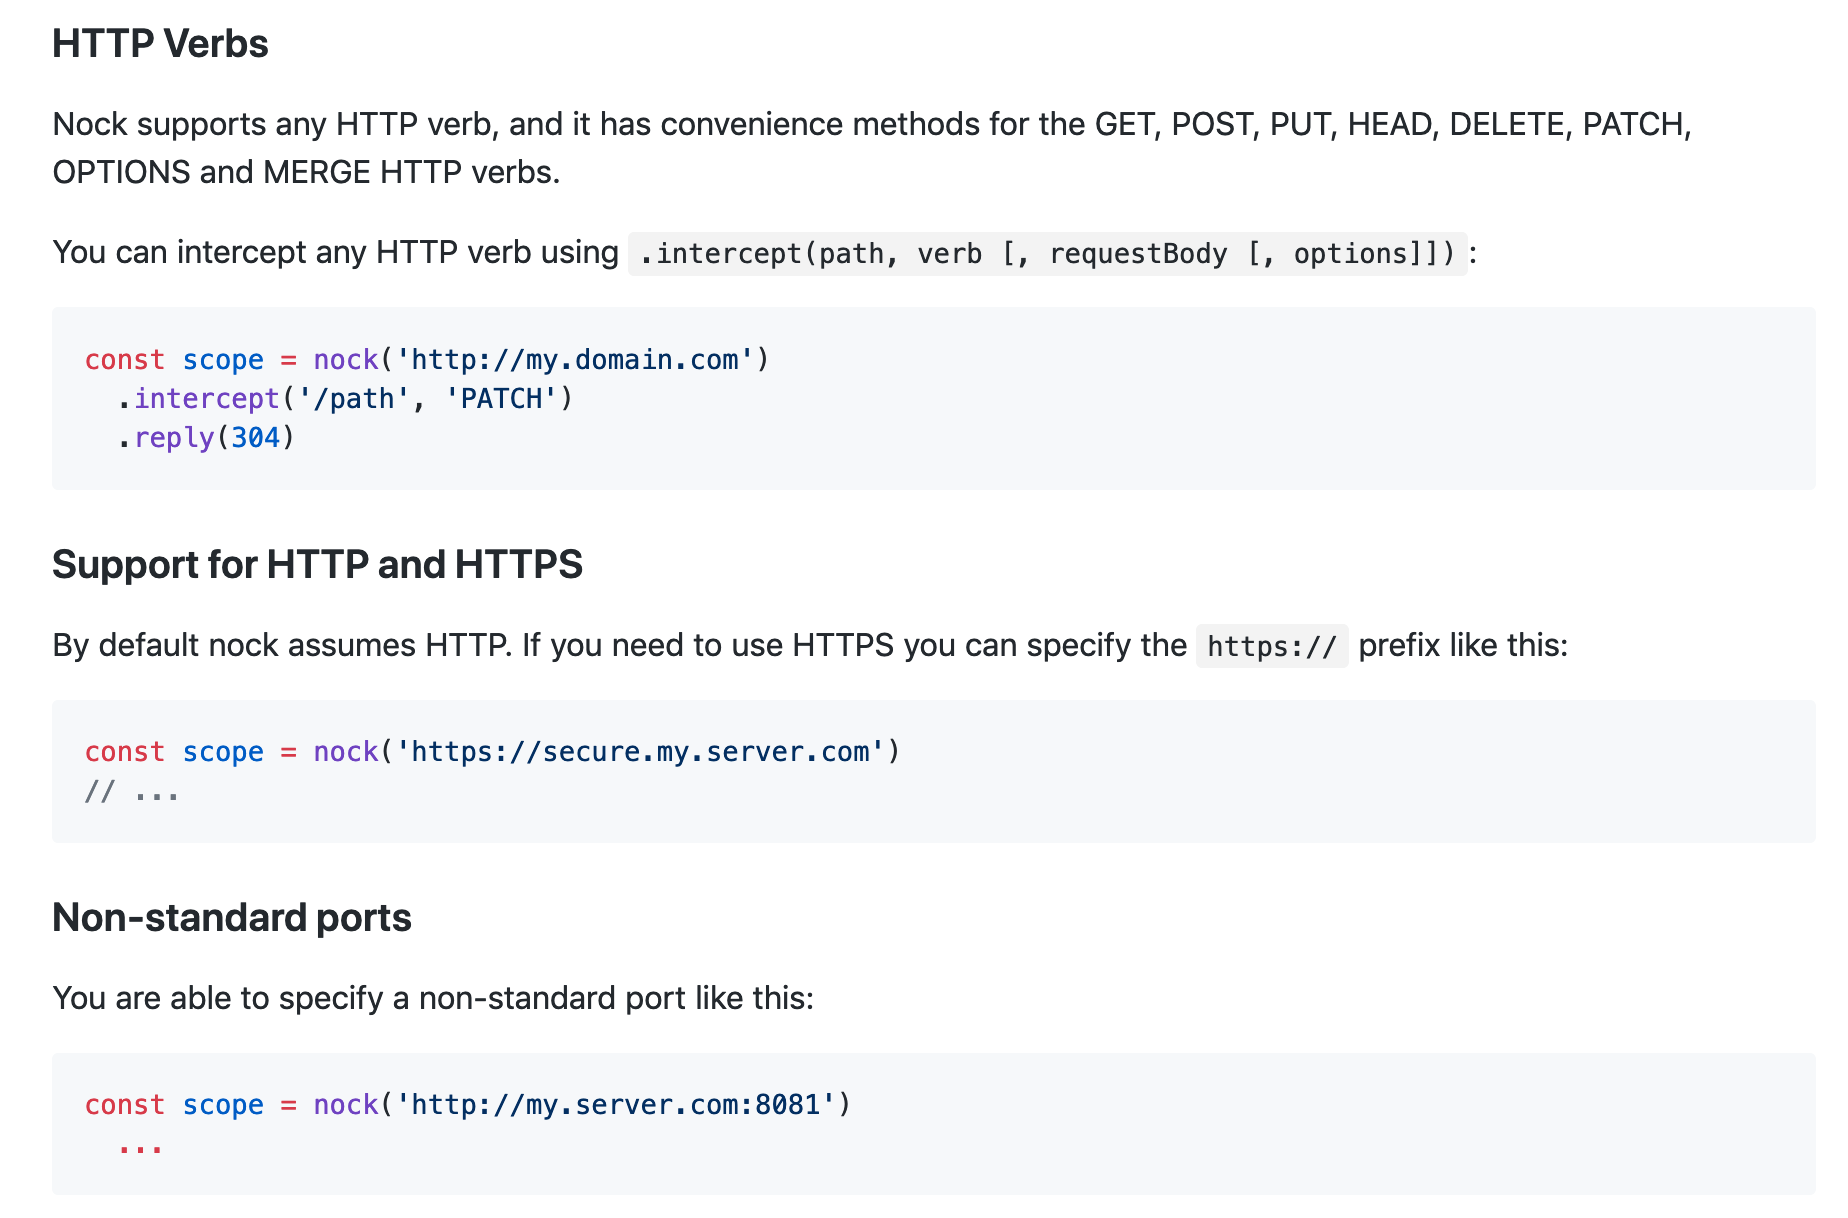 HTTP Verbs
Nock supports any HTTP verb, and it has convenience methods for the GET, POST, PUT, HEAD, DELETE, PATCH,
OPTIONS and MERGE HTTP verbs.
You can intercept any HTTP verb using .intercept(path, verb [, requestBody [, options]]) :
const scope = nock('http://my.domain.com')
  .intercept('/path', 'PATCH')
  .reply(304)
Support for HTTP and HTTPS
By default nock assumes HTTP. If you need to use HTTPS you can specify the https:// prefix like this:
const scope = nock('https://secure.my.server.com')
// ...
Non-standard ports
You are able to specify a non-standard port like this:
const scope = nock('http://my.server.com:8081')
  ...